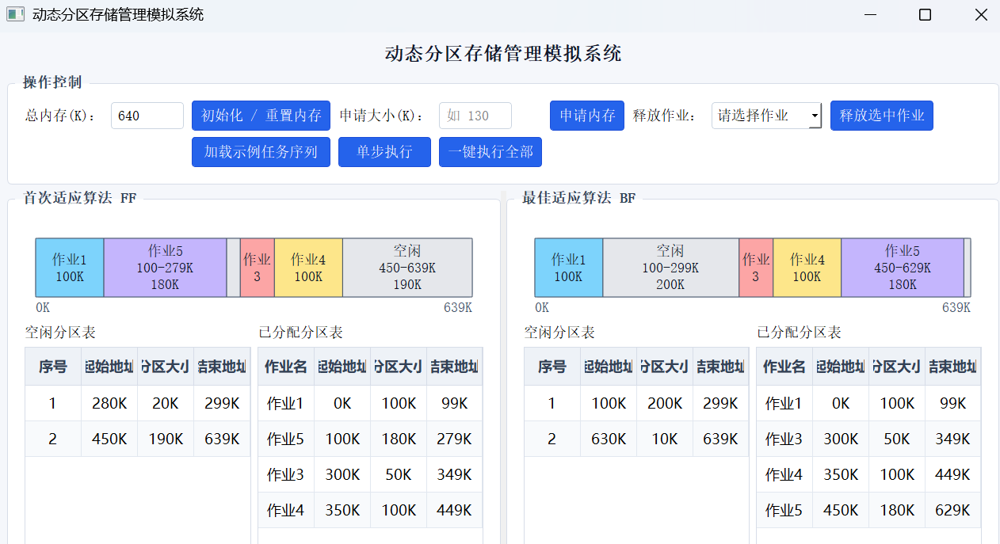 动态分区存储管理模拟系统
动态分区存储管理模拟系统
操作控制
总内存(K): 640 初始化 / 重置内存 申请大小(K): 如 130 申请内存 释放作业: 请选择作业 释放选中作业
加载示例任务序列 单步执行 一键执行全部
首次适应算法 FF
作业1
100K
作业5
100-279K
180K
作业
3
作业4
100K
空闲
450-639K
190K
0K 639K
空闲分区表
序号 起始地址 分区大小 结束地址
1 280K 20K 299K
2 450K 190K 639K
已分配分区表
作业名 起始地址 分区大小 结束地址
作业1 0K 100K 99K
作业5 100K 180K 279K
作业3 300K 50K 349K
作业4 350K 100K 449K
最佳适应算法 BF
作业1
100K
空闲
100-299K
200K
作业
3
作业4
100K
作业5
450-629K
180K
0K 639K
空闲分区表
序号 起始地址 分区大小 结束地址
1 100K 200K 299K
2 630K 10K 639K
已分配分区表
作业名 起始地址 分区大小 结束地址
作业1 0K 100K 99K
作业3 300K 50K 349K
作业4 350K 100K 449K
作业5 450K 180K 629K